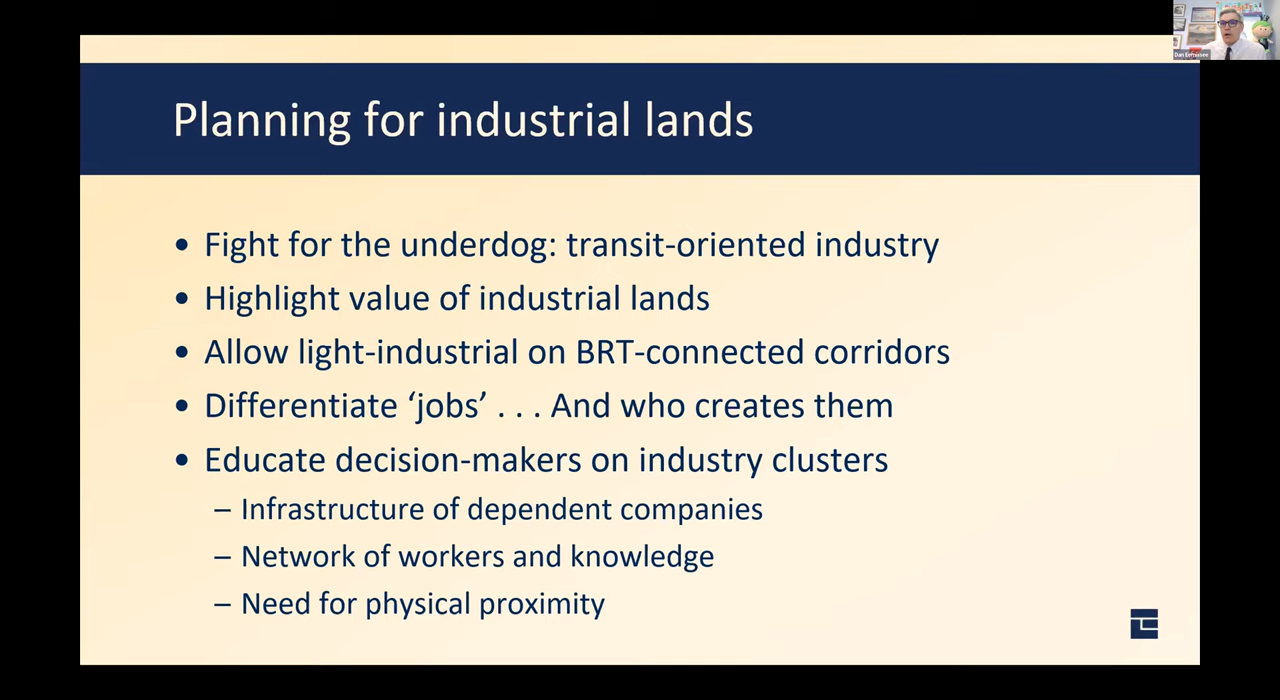 Planning for industrial lands
• Fight for the underdog: transit-oriented industry
• Highlight value of industrial lands
• Allow light-industrial on BRT-connected corridors
• Differentiate ‘jobs’ . . . And who creates them
• Educate decision-makers on industry clusters
– Infrastructure of dependent companies
– Network of workers and knowledge
– Need for physical proximity